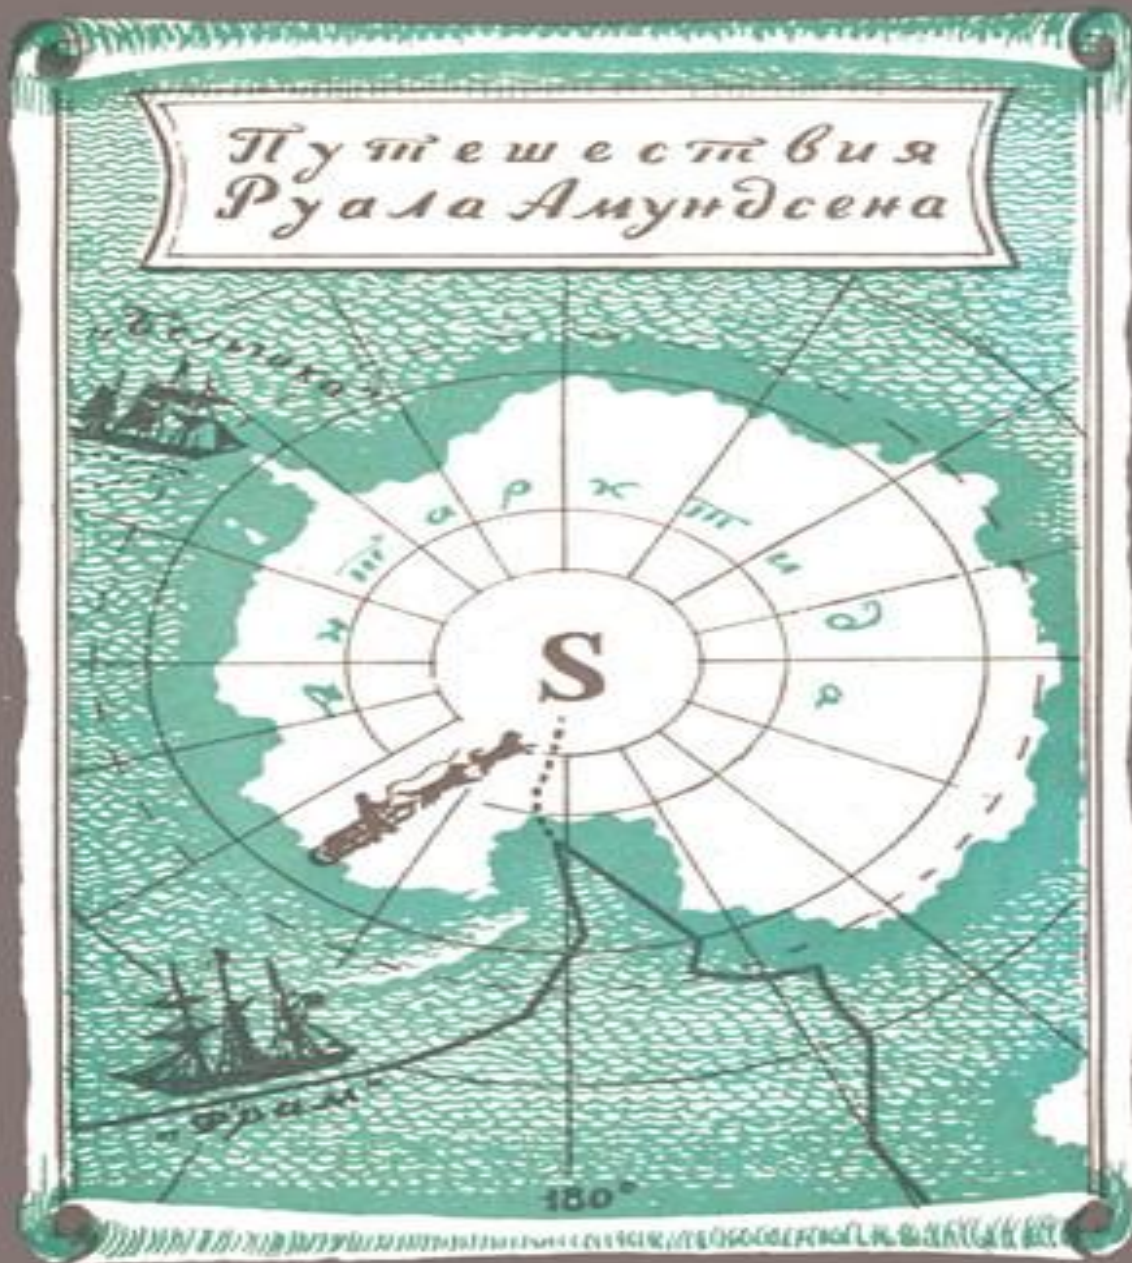 Путешествия
Руала Амундсена
„Бельгика“
Антарктида
S
„Фрам“
180°